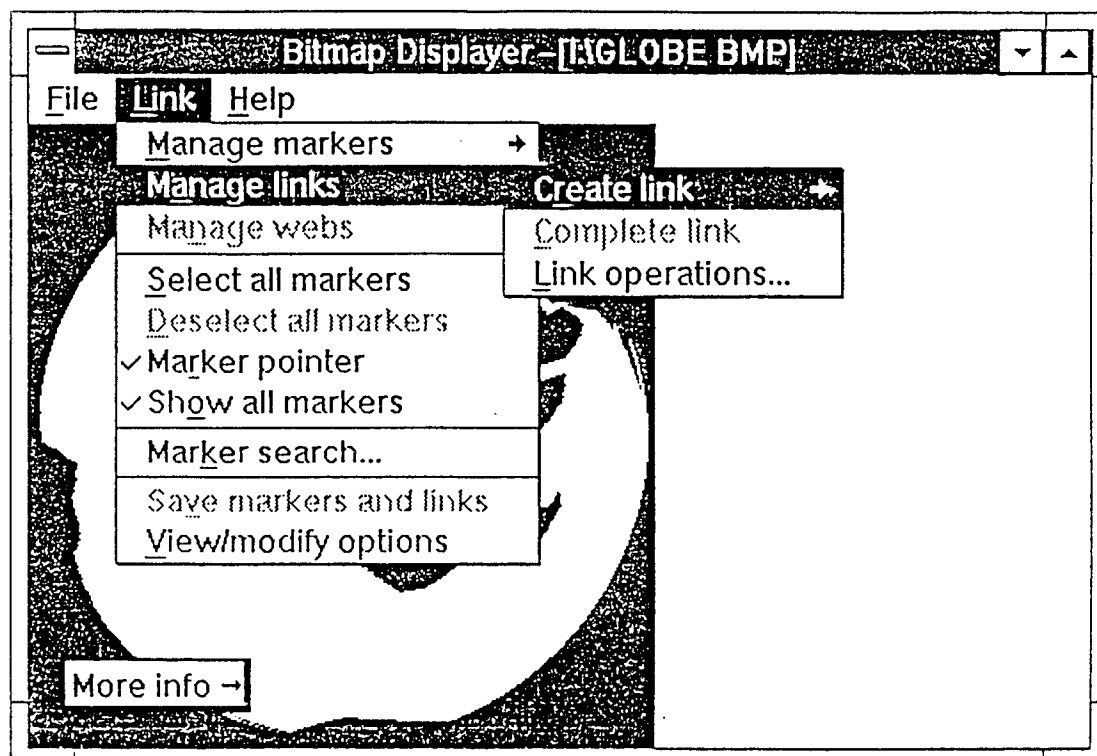 Bitmap Displayer-[I:\GLOBE BMP]
File Link Help
Manage markers →
Manage links
Create link →
Manage webs
Complete link
Select all markers
Link operations...
Deselect all markers
✓Marker pointer
✓Show all markers
Marker search...
Save markers and links
View/modify options
More info →